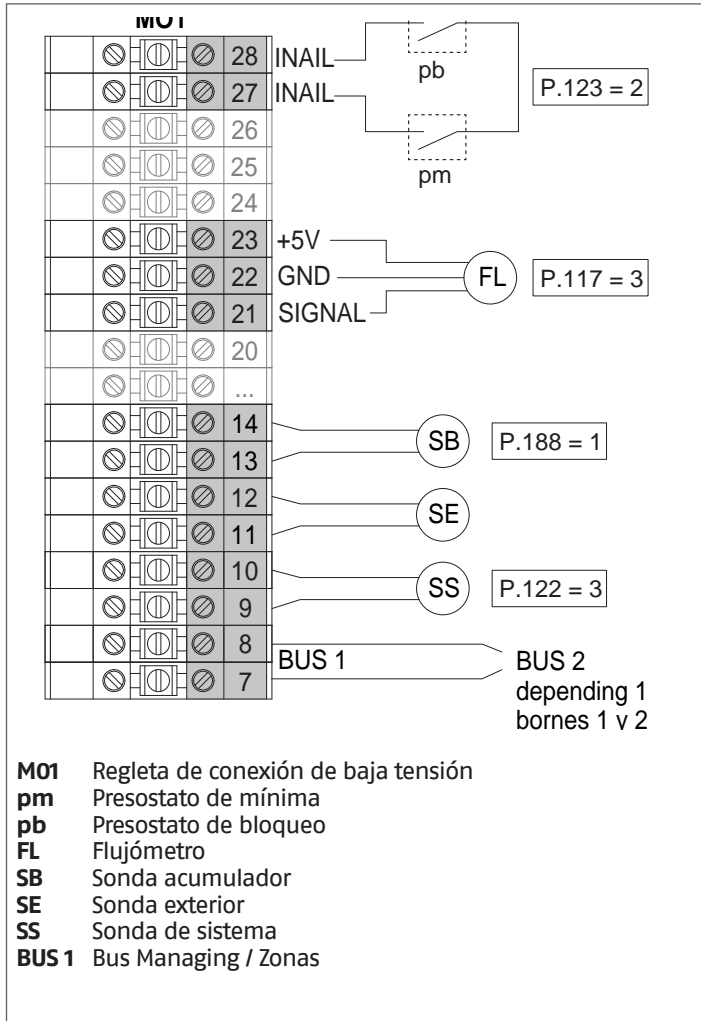 M01
28 INAIL
pb
27 INAIL
P.123 = 2
26
25
pm
24
23 +5V
22 GND FL P.117 = 3
21 SIGNAL
20
...
14
SB P.188 = 1
13
12
SE
11
10
SS P.122 = 3
9
8
BUS 1 BUS 2
7
depending 1
bornes 1 y 2
M01 Regleta de conexión de baja tensión
pm Presostato de mínima
pb Presostato de bloqueo
FL Flujómetro
SB Sonda acumulador
SE Sonda exterior
SS Sonda de sistema
BUS 1 Bus Managing / Zonas